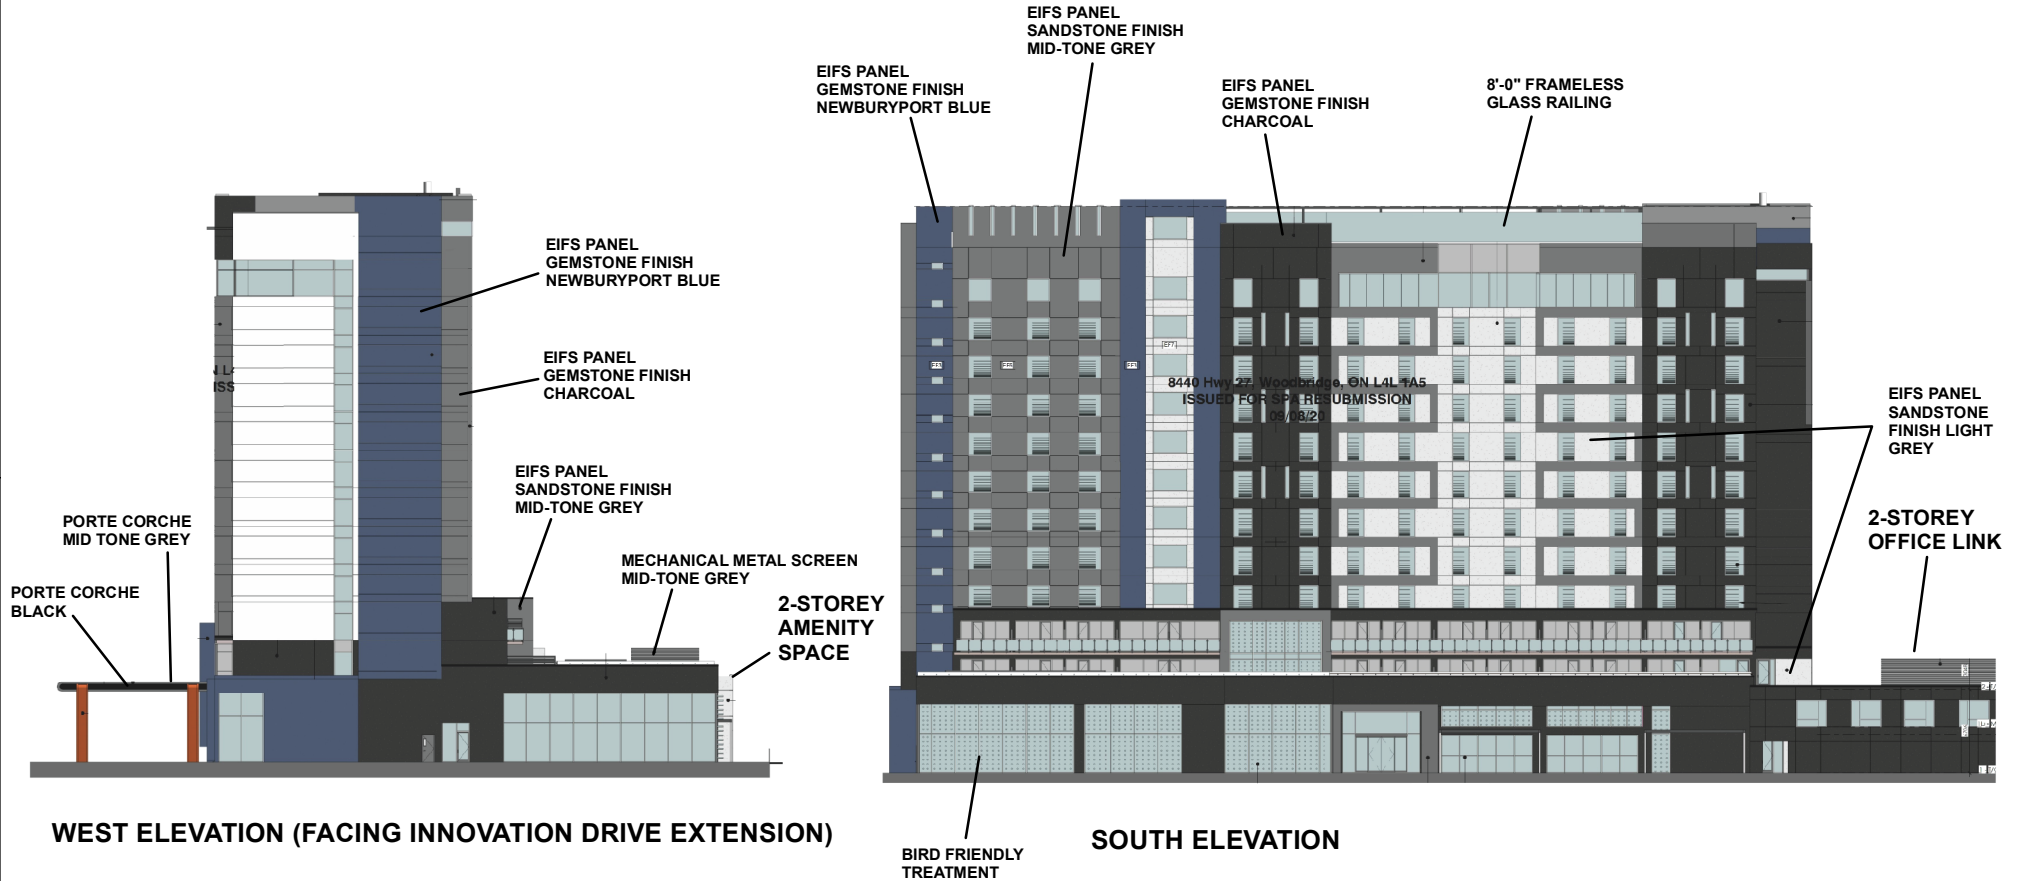 EIFS PANEL
SANDSTONE FINISH
MID-TONE GREY
EIFS PANEL
GEMSTONE FINISH
NEWBURYPORT BLUE
EIFS PANEL
GEMSTONE FINISH
CHARCOAL
8'-0" FRAMELESS
GLASS RAILING
EIFS PANEL
GEMSTONE FINISH
NEWBURYPORT BLUE
EIFS PANEL
GEMSTONE FINISH
CHARCOAL
EIFS PANEL
SANDSTONE FINISH
MID-TONE GREY
PORTE CORCHE
MID TONE GREY
PORTE CORCHE
BLACK
MECHANICAL METAL SCREEN
MID-TONE GREY
2-STOREY
AMENITY
SPACE
EF7
8440 Hwy 27, Woodbridge, ON L4L 1A5
ISSUED FOR SPA RESUBMISSION
09/08/20
EIFS PANEL
SANDSTONE
FINISH LIGHT
GREY
2-STOREY
OFFICE LINK
WEST ELEVATION (FACING INNOVATION DRIVE EXTENSION)
SOUTH ELEVATION
BIRD FRIENDLY
TREATMENT